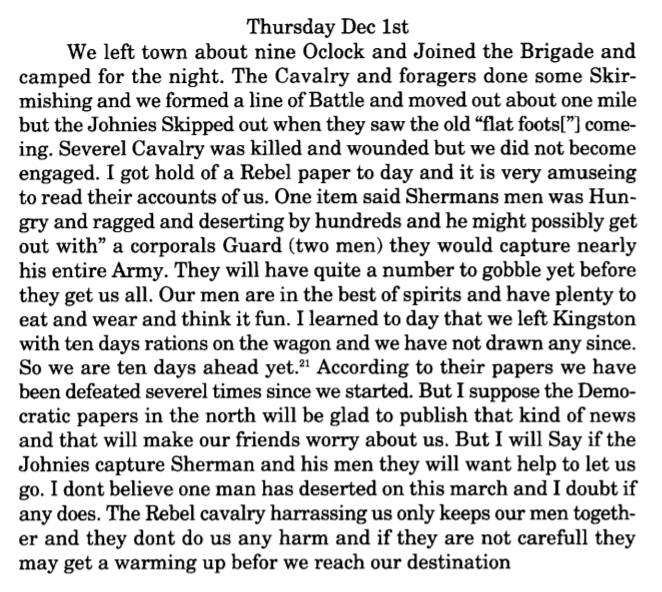 Thursday Dec 1st
We left town about nine Oclock and Joined the Brigade and
camped for the night. The Cavalry and foragers done some Skir-
mishing and we formed a line of Battle and moved out about one mile
but the Johnies Skipped out when they saw the old “flat foots[”] come-
ing. Severel Cavalry was killed and wounded but we did not become
engaged. I got hold of a Rebel paper to day and it is very amuseing
to read their accounts of us. One item said Shermans men was Hun-
gry and ragged and deserting by hundreds and he might possibly get
out with” a corporals Guard (two men) they would capture nearly
his entire Army. They will have quite a number to gobble yet before
they get us all. Our men are in the best of spirits and have plenty to
eat and wear and think it fun. I learned to day that we left Kingston
with ten days rations on the wagon and we have not drawn any since.
So we are ten days ahead yet.²¹ According to their papers we have
been defeated severel times since we started. But I suppose the Demo-
cratic papers in the north will be glad to publish that kind of news
and that will make our friends worry about us. But I will Say if the
Johnies capture Sherman and his men they will want help to let us
go. I dont believe one man has deserted on this march and I doubt if
any does. The Rebel cavalry harrassing us only keeps our men togeth-
er and they dont do us any harm and if they are not carefull they
may get a warming up befor we reach our destination